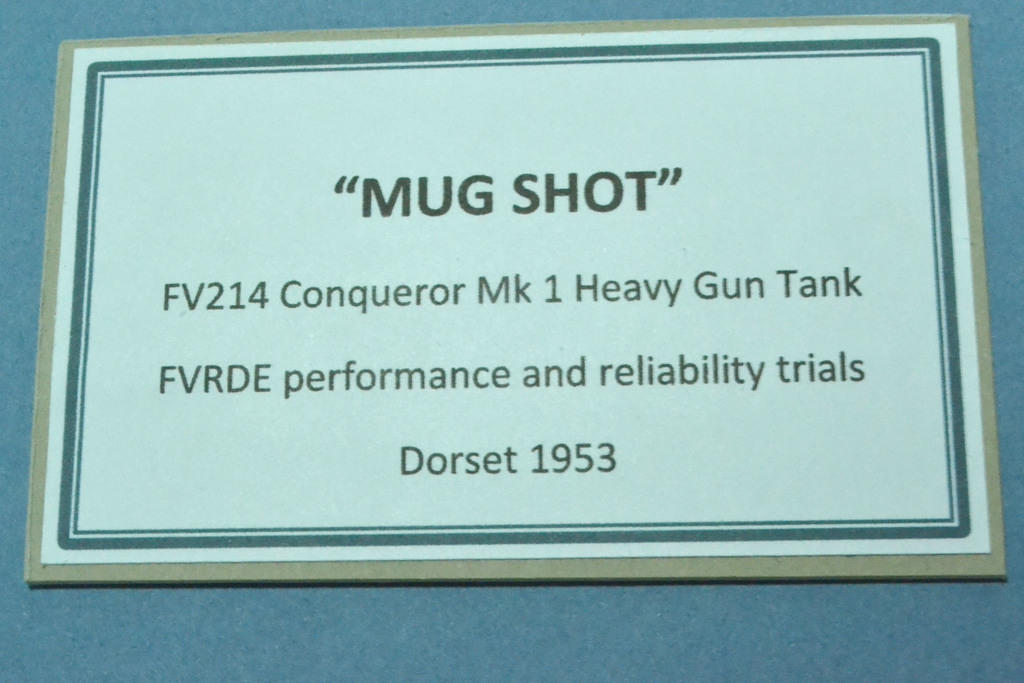 “MUG SHOT”
FV214 Conqueror Mk 1 Heavy Gun Tank
FVRDE performance and reliability trials
Dorset 1953